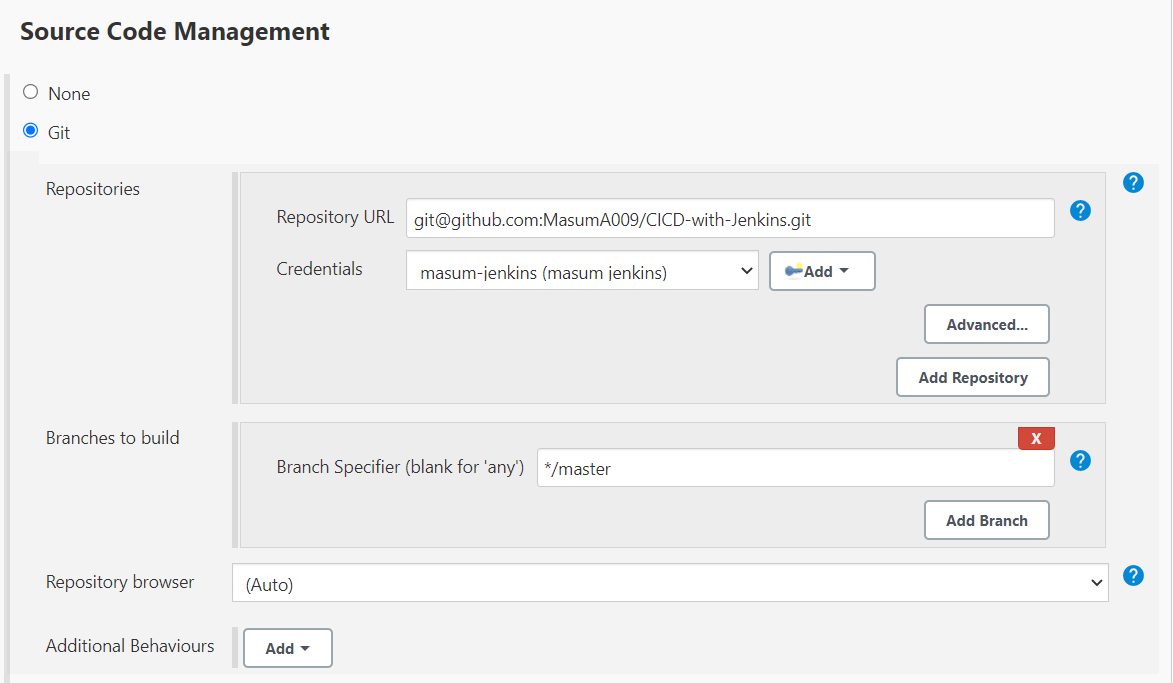 Source Code Management
None
Git
Repositories
?
Repository URL git@github.com:MasumA009/CICD-with-Jenkins.git ?
Credentials masum-jenkins (masum jenkins) Add
Advanced...
Add Repository
Branches to build
X
Branch Specifier (blank for 'any') */master ?
Add Branch
Repository browser (Auto) ?
Additional Behaviours Add